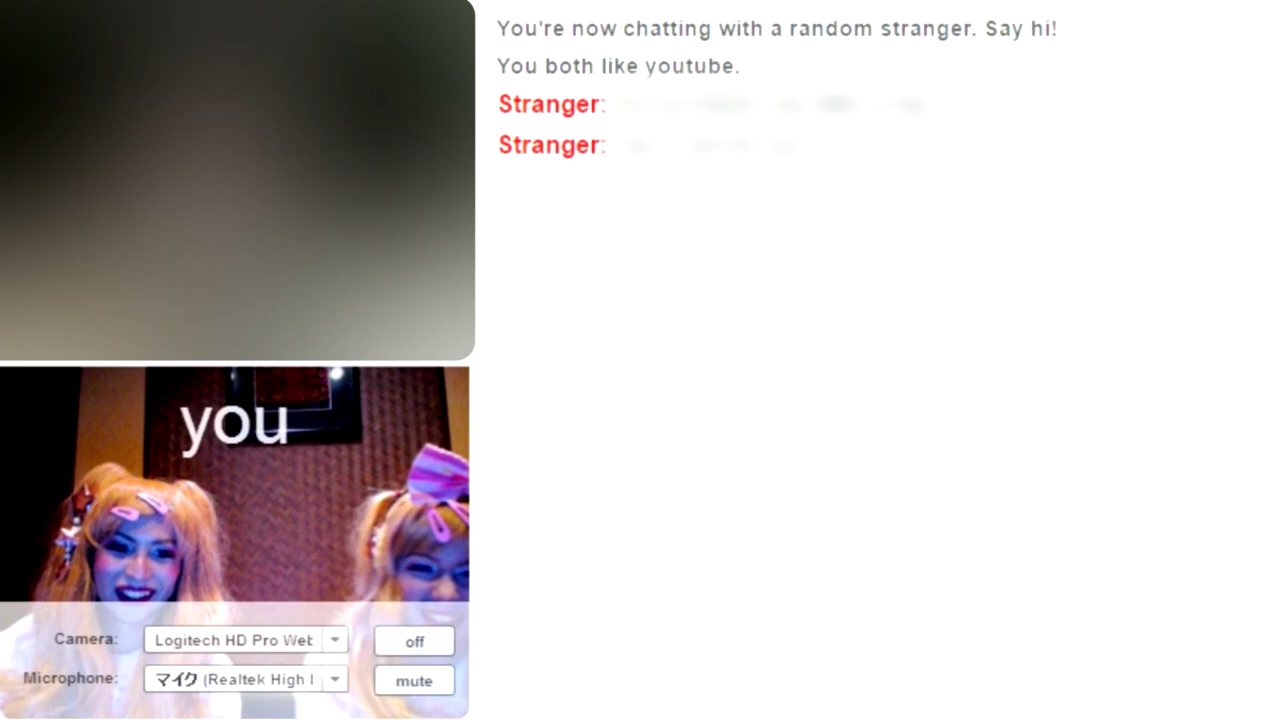 You're now chatting with a random stranger. Say hi!
You both like youtube.
Stranger:
Stranger:
you
Camera: Logitech HD Pro Wet off
Microphone: マイク (Realtek High I mute